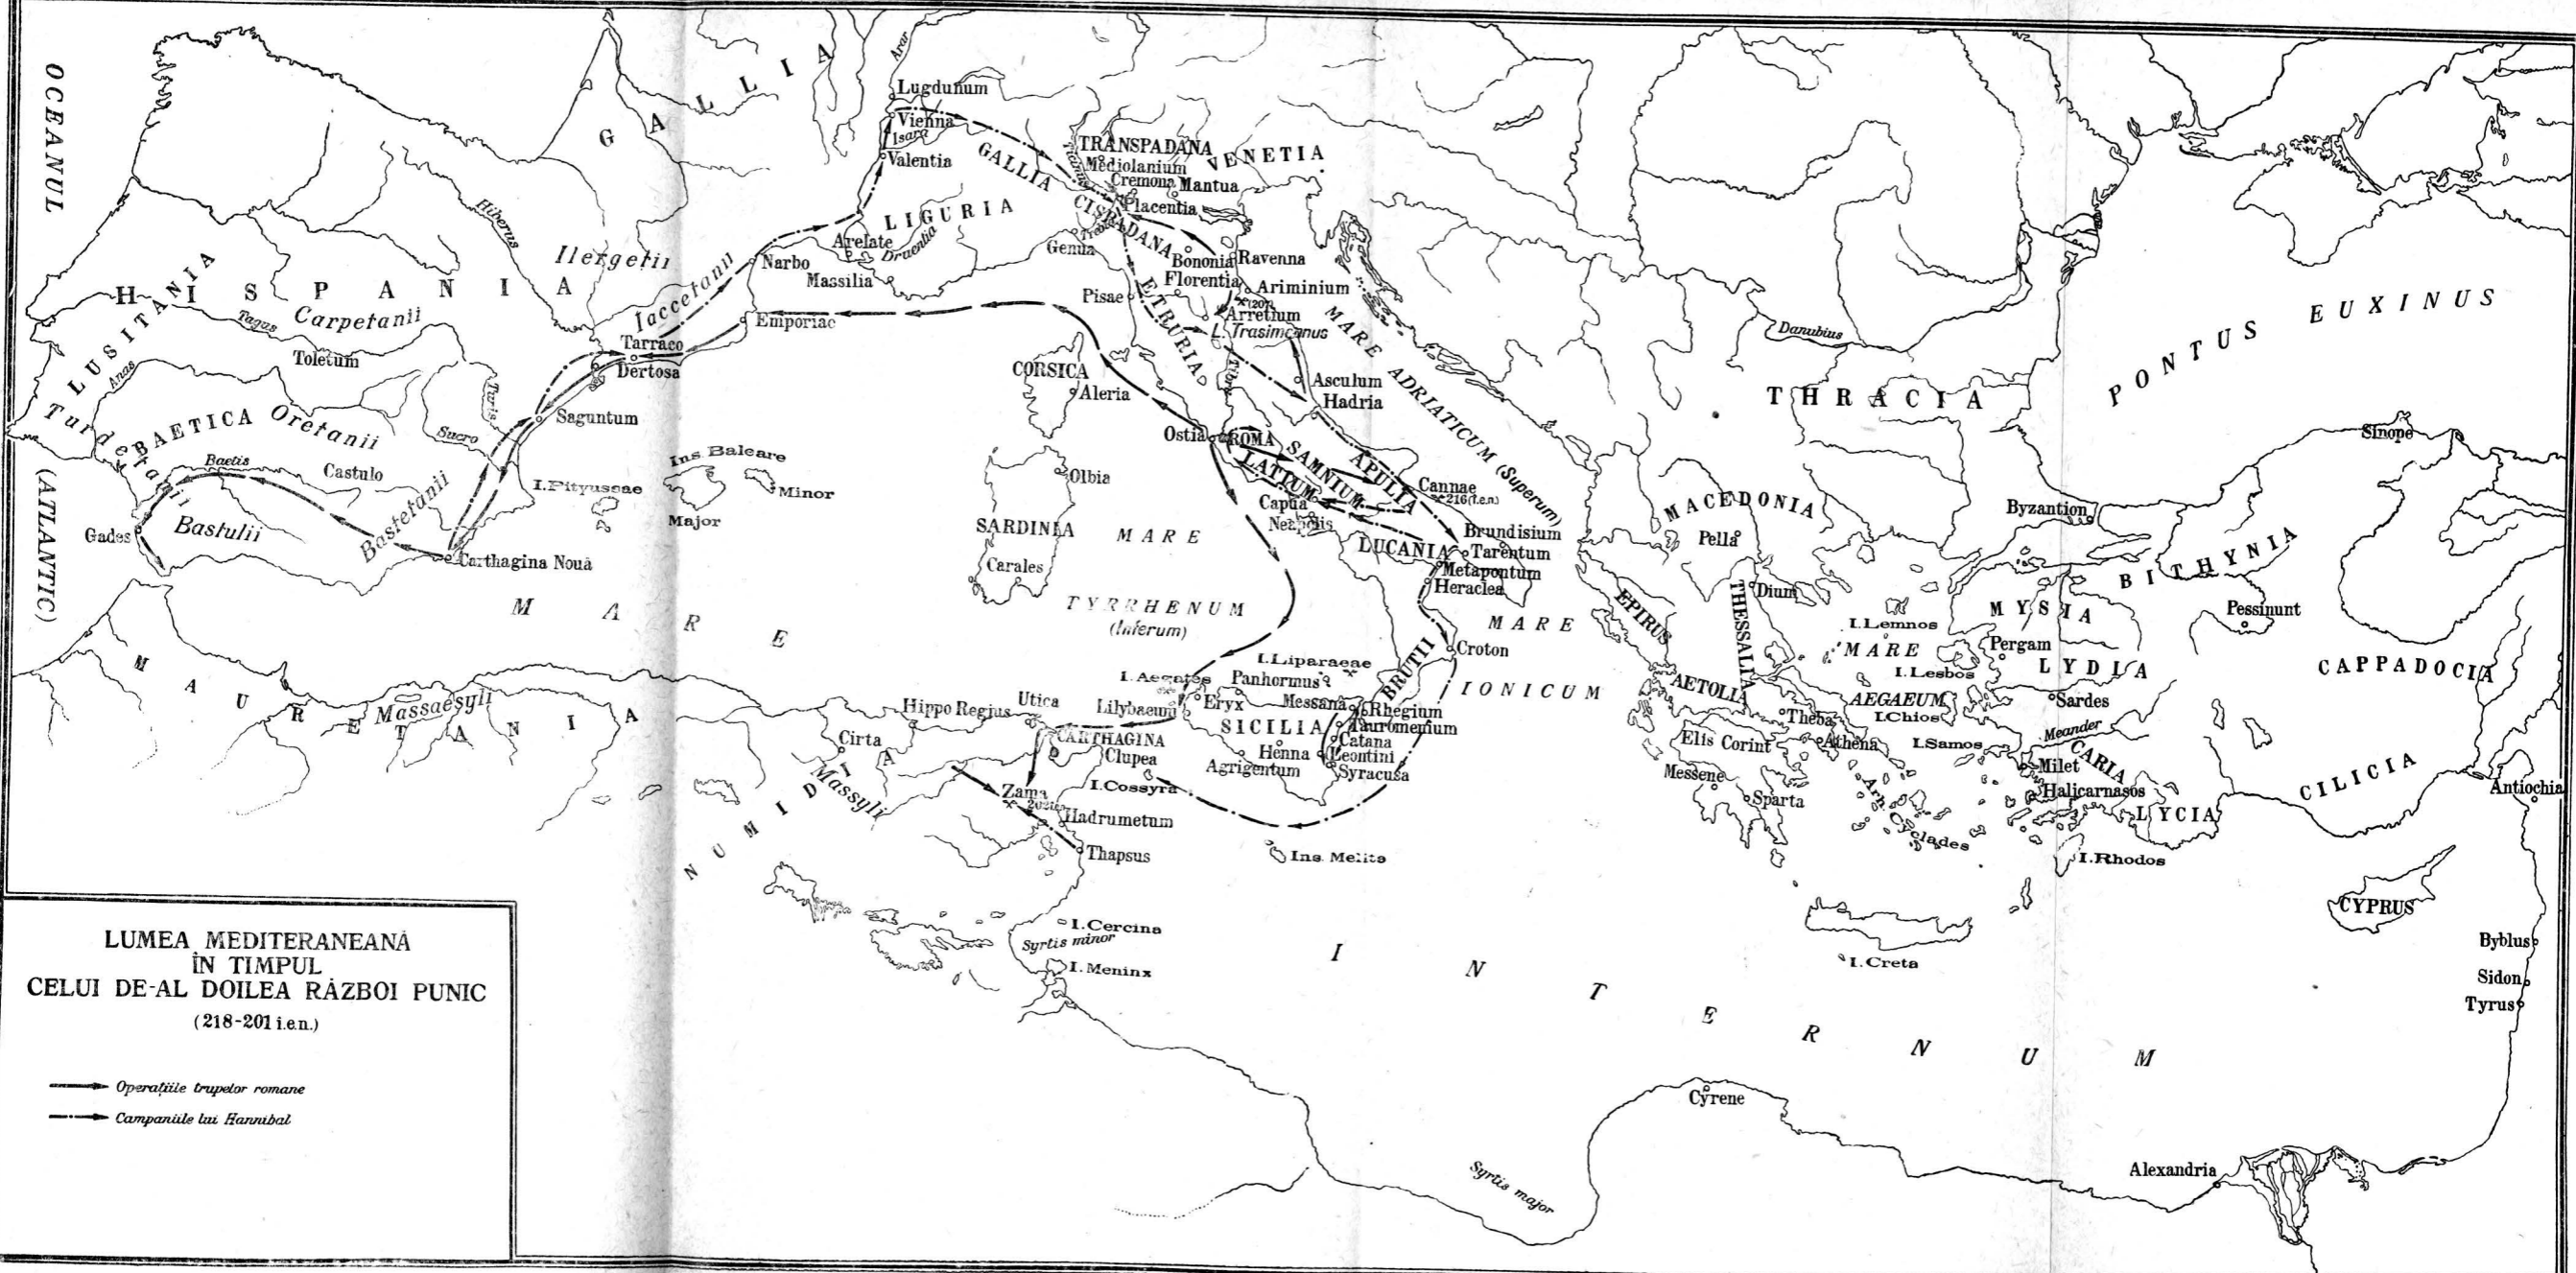 OCEANUL
(ATLANTIC)
GALLIA
Arar
Lugdunum
Vienna
Isara
Valentia
GALLIA
CISPADANA
TRANSPADANA
VENETIA
Mediolanium
Cremona
Mantua
Placentia
Trebia
LIGURIA
Arelate
Druentia
Genua
Bononia
Ravenna
Narbo
Massilia
Florentia
Ariminium
Pisae
ETRURIA
Arretium
L. Trasimenus
Hiberus
Ilergetii
Iaccetanii
HISPANIA
LUSITANIA
Carpetanii
Tagus
Toletum
Anas
Emporiae
Tarraco
Dertosa
Turis
Saguntum
Sucro
Turdetanii
BAETICA
Oretanii
Baetis
Castulo
Bastetanii
Bastulii
Gades
Carthagina Nouă
Ins. Baleare
Minor
Major
I. Pityussae
CORSICA
Aleria
Olbia
SARDINIA
Carales
MARE
TYRRHENUM
(Inferum)
Tibris
Asculum
Hadria
Ostia
ROMA
LATIUM
SAMNIUM
APULIA
Cannae
216(î.e.n)
Capua
Neapolis
LUCANIA
Brundisium
Tarentum
Metapontum
Heraclea
MARE ADRIATICUM (Superum)
MARE
IONICUM
Croton
BRUTII
I. Liparaeae
I. Aegates
Panhormus
Eryx
Messana
Rhegium
Lilybaeum
SICILIA
Tauromenium
Catana
Henna
Leontini
Agrigentum
Syracusa
I. Cossyra
Ins. Melita
MARE INTERNUM
MAURETANIA
Massaesyli
NUMIDIA
Massyli
Hippo Regius
Utica
Cirta
CARTHAGINA
Clupea
Zama
Hadrumetum
Thapsus
I. Cercina
Syrtis minor
I. Meninx
Syrtis major
Cyrene
Alexandria
Danubius
THRACIA
PONTUS EUXINUS
Sinope
MACEDONIA
Pella
Dium
Byzantion
BITHYNIA
EPIRUS
THESSALIA
AETOLIA
MYSIA
Pessinunt
I. Lemnos
MARE
AEGAEUM
Pergam
I. Lesbos
LYDIA
CAPPADOCIA
Sardes
I. Chios
Theba
Elis
Corint
Athena
I. Samos
Meander
CARIA
Messene
Sparta
Arh. Cyclades
Milet
Halicarnasos
LYCIA
CILICIA
Antiochia
I. Rhodos
CYPRUS
I. Creta
Byblus
Sidon
Tyrus
LUMEA MEDITERANEANĂ
ÎN TIMPUL
CELUI DE-AL DOILEA RĂZBOI PUNIC
(218-201 î.e.n.)
Operațiile trupelor romane
Campaniile lui Hannibal